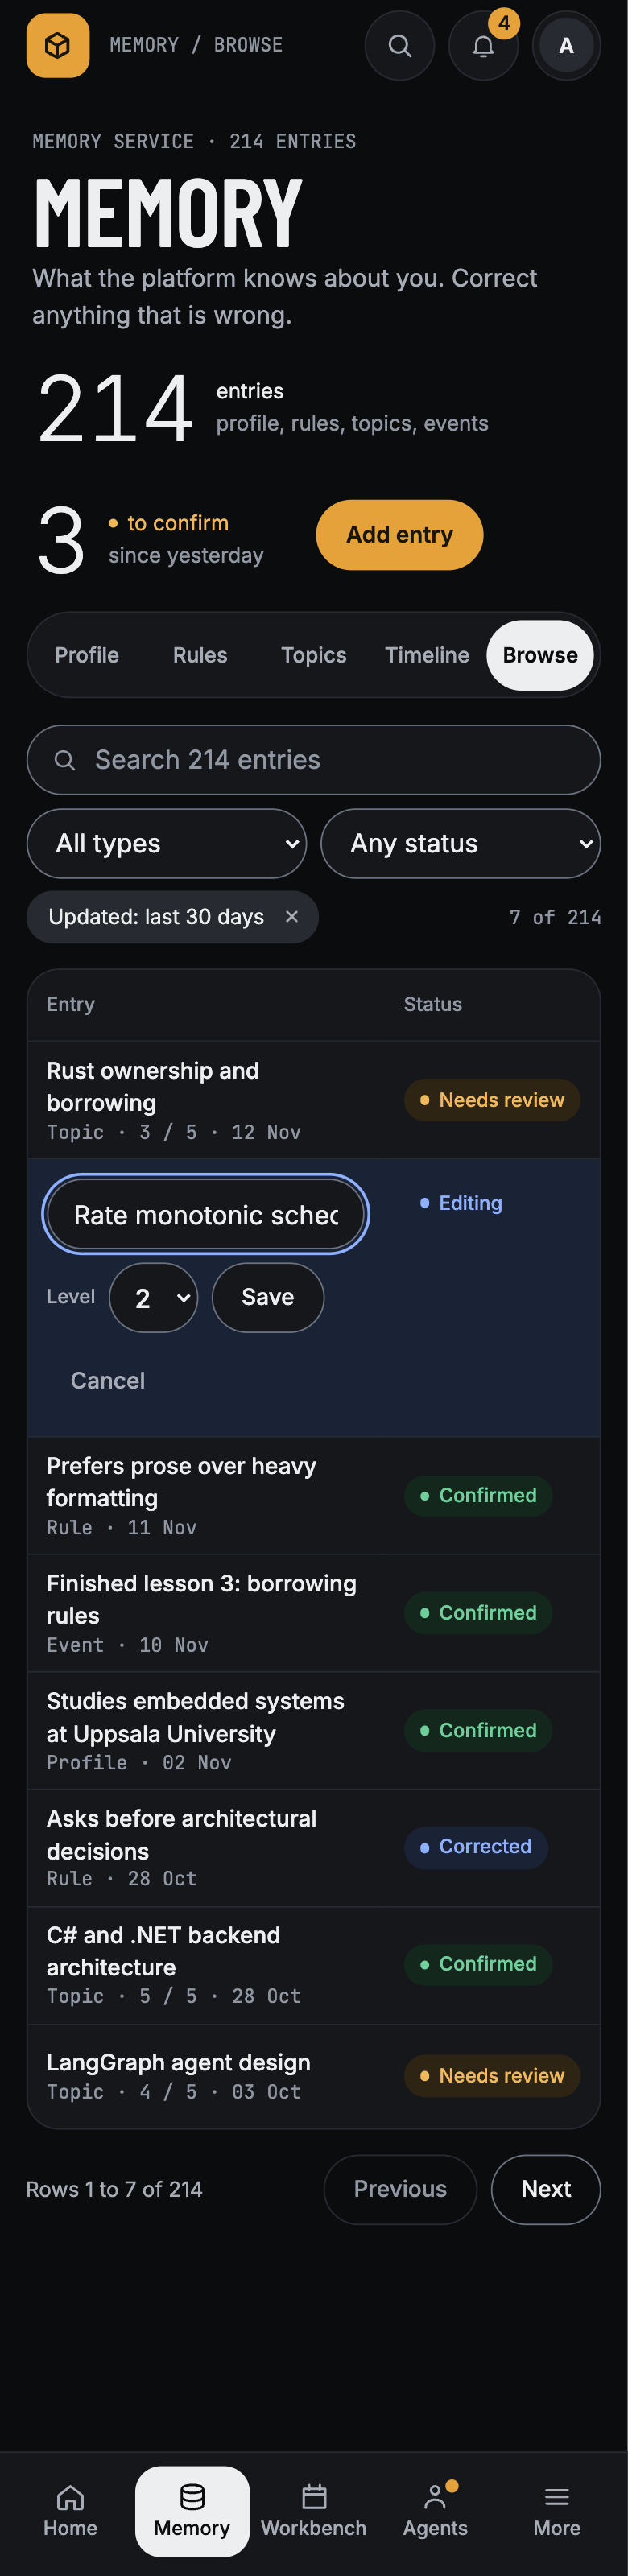 MEMORY / BROWSE
4
A
MEMORY SERVICE · 214 ENTRIES
MEMORY
What the platform knows about you. Correct
anything that is wrong.
214
entries
profile, rules, topics, events
3
to confirm
since yesterday
Add entry
Profile Rules Topics Timeline Browse
Search 214 entries
All types
Any status
Updated: last 30 days ×
7 of 214
Entry Status
Rust ownership and
borrowing
Topic · 3 / 5 · 12 Nov
Needs review
Rate monotonic sched
Editing
Level 2 Save
Cancel
Prefers prose over heavy
formatting
Rule · 11 Nov
Confirmed
Finished lesson 3: borrowing
rules
Event · 10 Nov
Confirmed
Studies embedded systems
at Uppsala University
Profile · 02 Nov
Confirmed
Asks before architectural
decisions
Rule · 28 Oct
Corrected
C# and .NET backend
architecture
Topic · 5 / 5 · 28 Oct
Confirmed
LangGraph agent design
Topic · 4 / 5 · 03 Oct
Needs review
Rows 1 to 7 of 214
Previous
Next
Home Memory Workbench Agents More